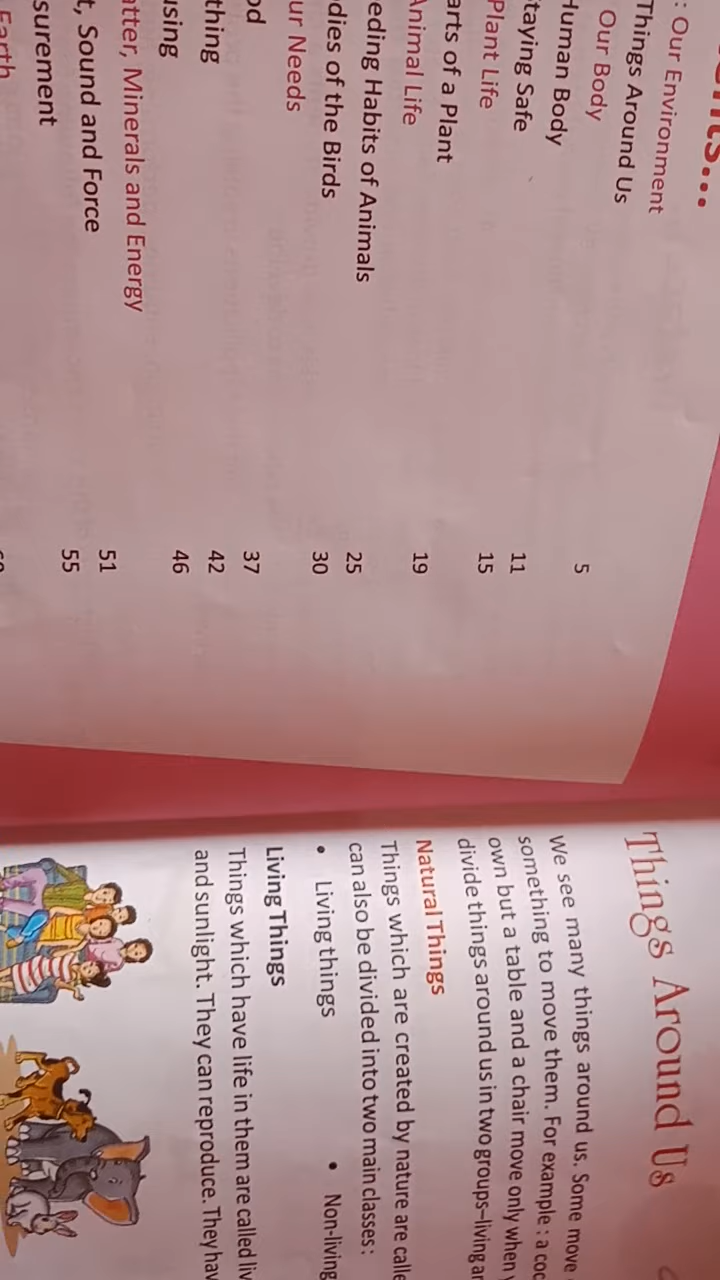 : Our Environment
Things Around Us 5
Our Body
Human Body 11
Staying Safe 15
Plant Life
arts of a Plant 19
Animal Life
eding Habits of Animals 25
dies of the Birds 30
ur Needs
od 37
thing 42
using 46
atter, Minerals and Energy
t, Sound and Force 51
surement 55
Earth
Things Around Us
We see many things around us. Some move
something to move them. For example : a coc
own but a table and a chair move only when
divide things around us in two groups–living a
Natural Things
Things which are created by nature are calle
can also be divided into two main classes :
• Living things • Non-living
Living Things
Things which have life in them are called liv
and sunlight. They can reproduce. They hav